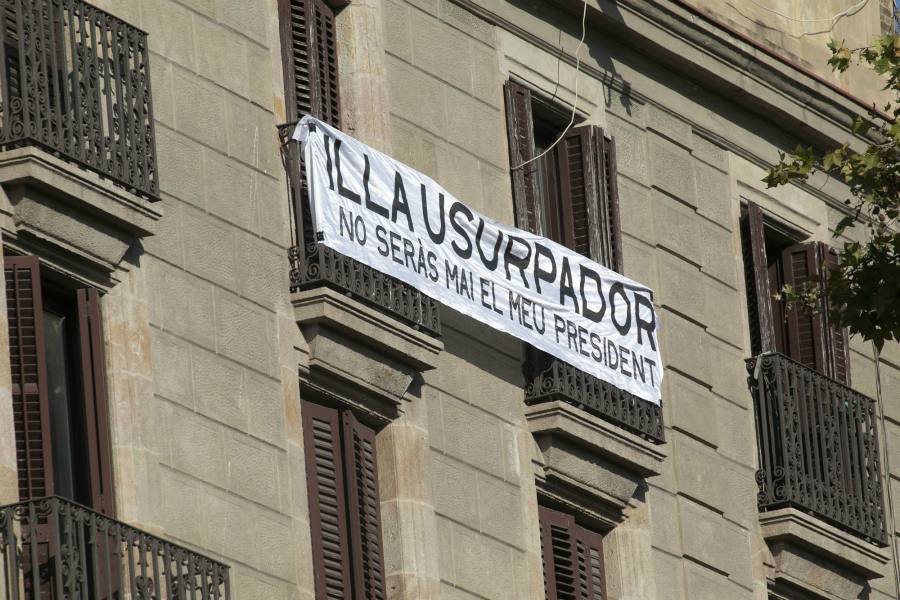 ILLA USURPADOR
NO SERÀS MAI EL MEU PRESIDENT